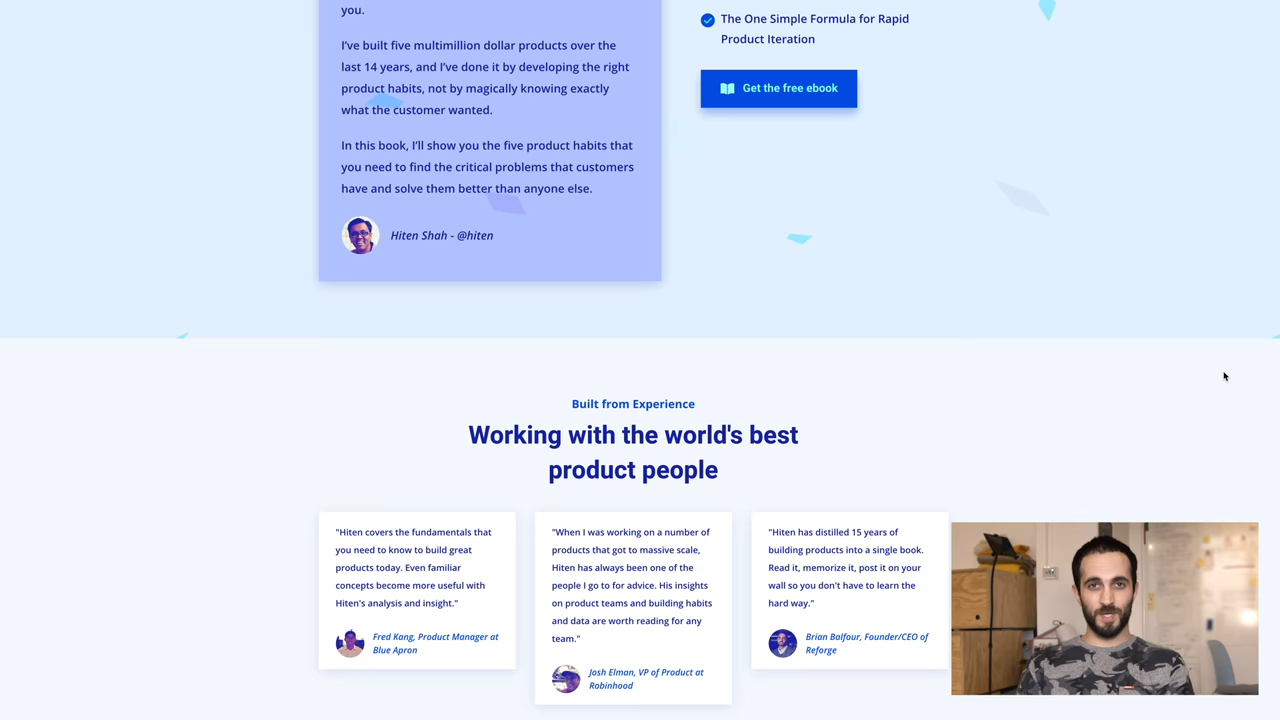 you.
I've built five multimillion dollar products over the
last 14 years, and I've done it by developing the right
product habits, not by magically knowing exactly
what the customer wanted.
In this book, I'll show you the five product habits that
you need to find the critical problems that customers
have and solve them better than anyone else.
Hiten Shah - @hiten
The One Simple Formula for Rapid
Product Iteration
Get the free ebook
Built from Experience
Working with the world's best
product people
"Hiten covers the fundamentals that
you need to know to build great
products today. Even familiar
concepts become more useful with
Hiten's analysis and insight."
Fred Kang, Product Manager at
Blue Apron
"When I was working on a number of
products that got to massive scale,
Hiten has always been one of the
people I go to for advice. His insights
on product teams and building habits
and data are worth reading for any
team."
Josh Elman, VP of Product at
Robinhood
"Hiten has distilled 15 years of
building products into a single book.
Read it, memorize it, post it on your
wall so you don't have to learn the
hard way."
Brian Balfour, Founder/CEO of
Reforge